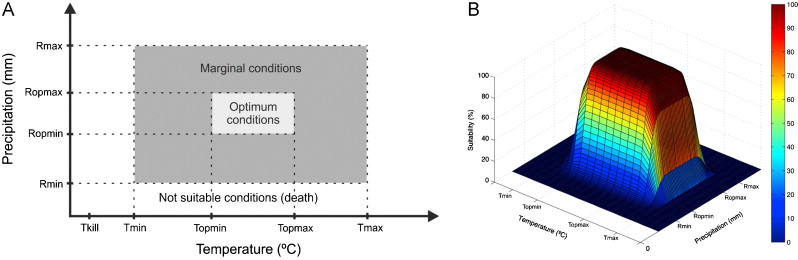 A
Precipitation (mm)
Rmax
Ropmax
Ropmin
Rmin
Marginal conditions
Optimum
conditions
Not suitable conditions (death)
Tkill
Tmin
Topmin
Topmax
Tmax
Temperature (ºC)
B
Suitability (%)
100
80
60
40
20
0
Tmin
Topmin
Topmax
Tmax
0
Temperature (ºC)
Rmin
Ropmin
Ropmax
Rmax
Precipitation (mm)
100
90
80
70
60
50
40
30
20
10
0